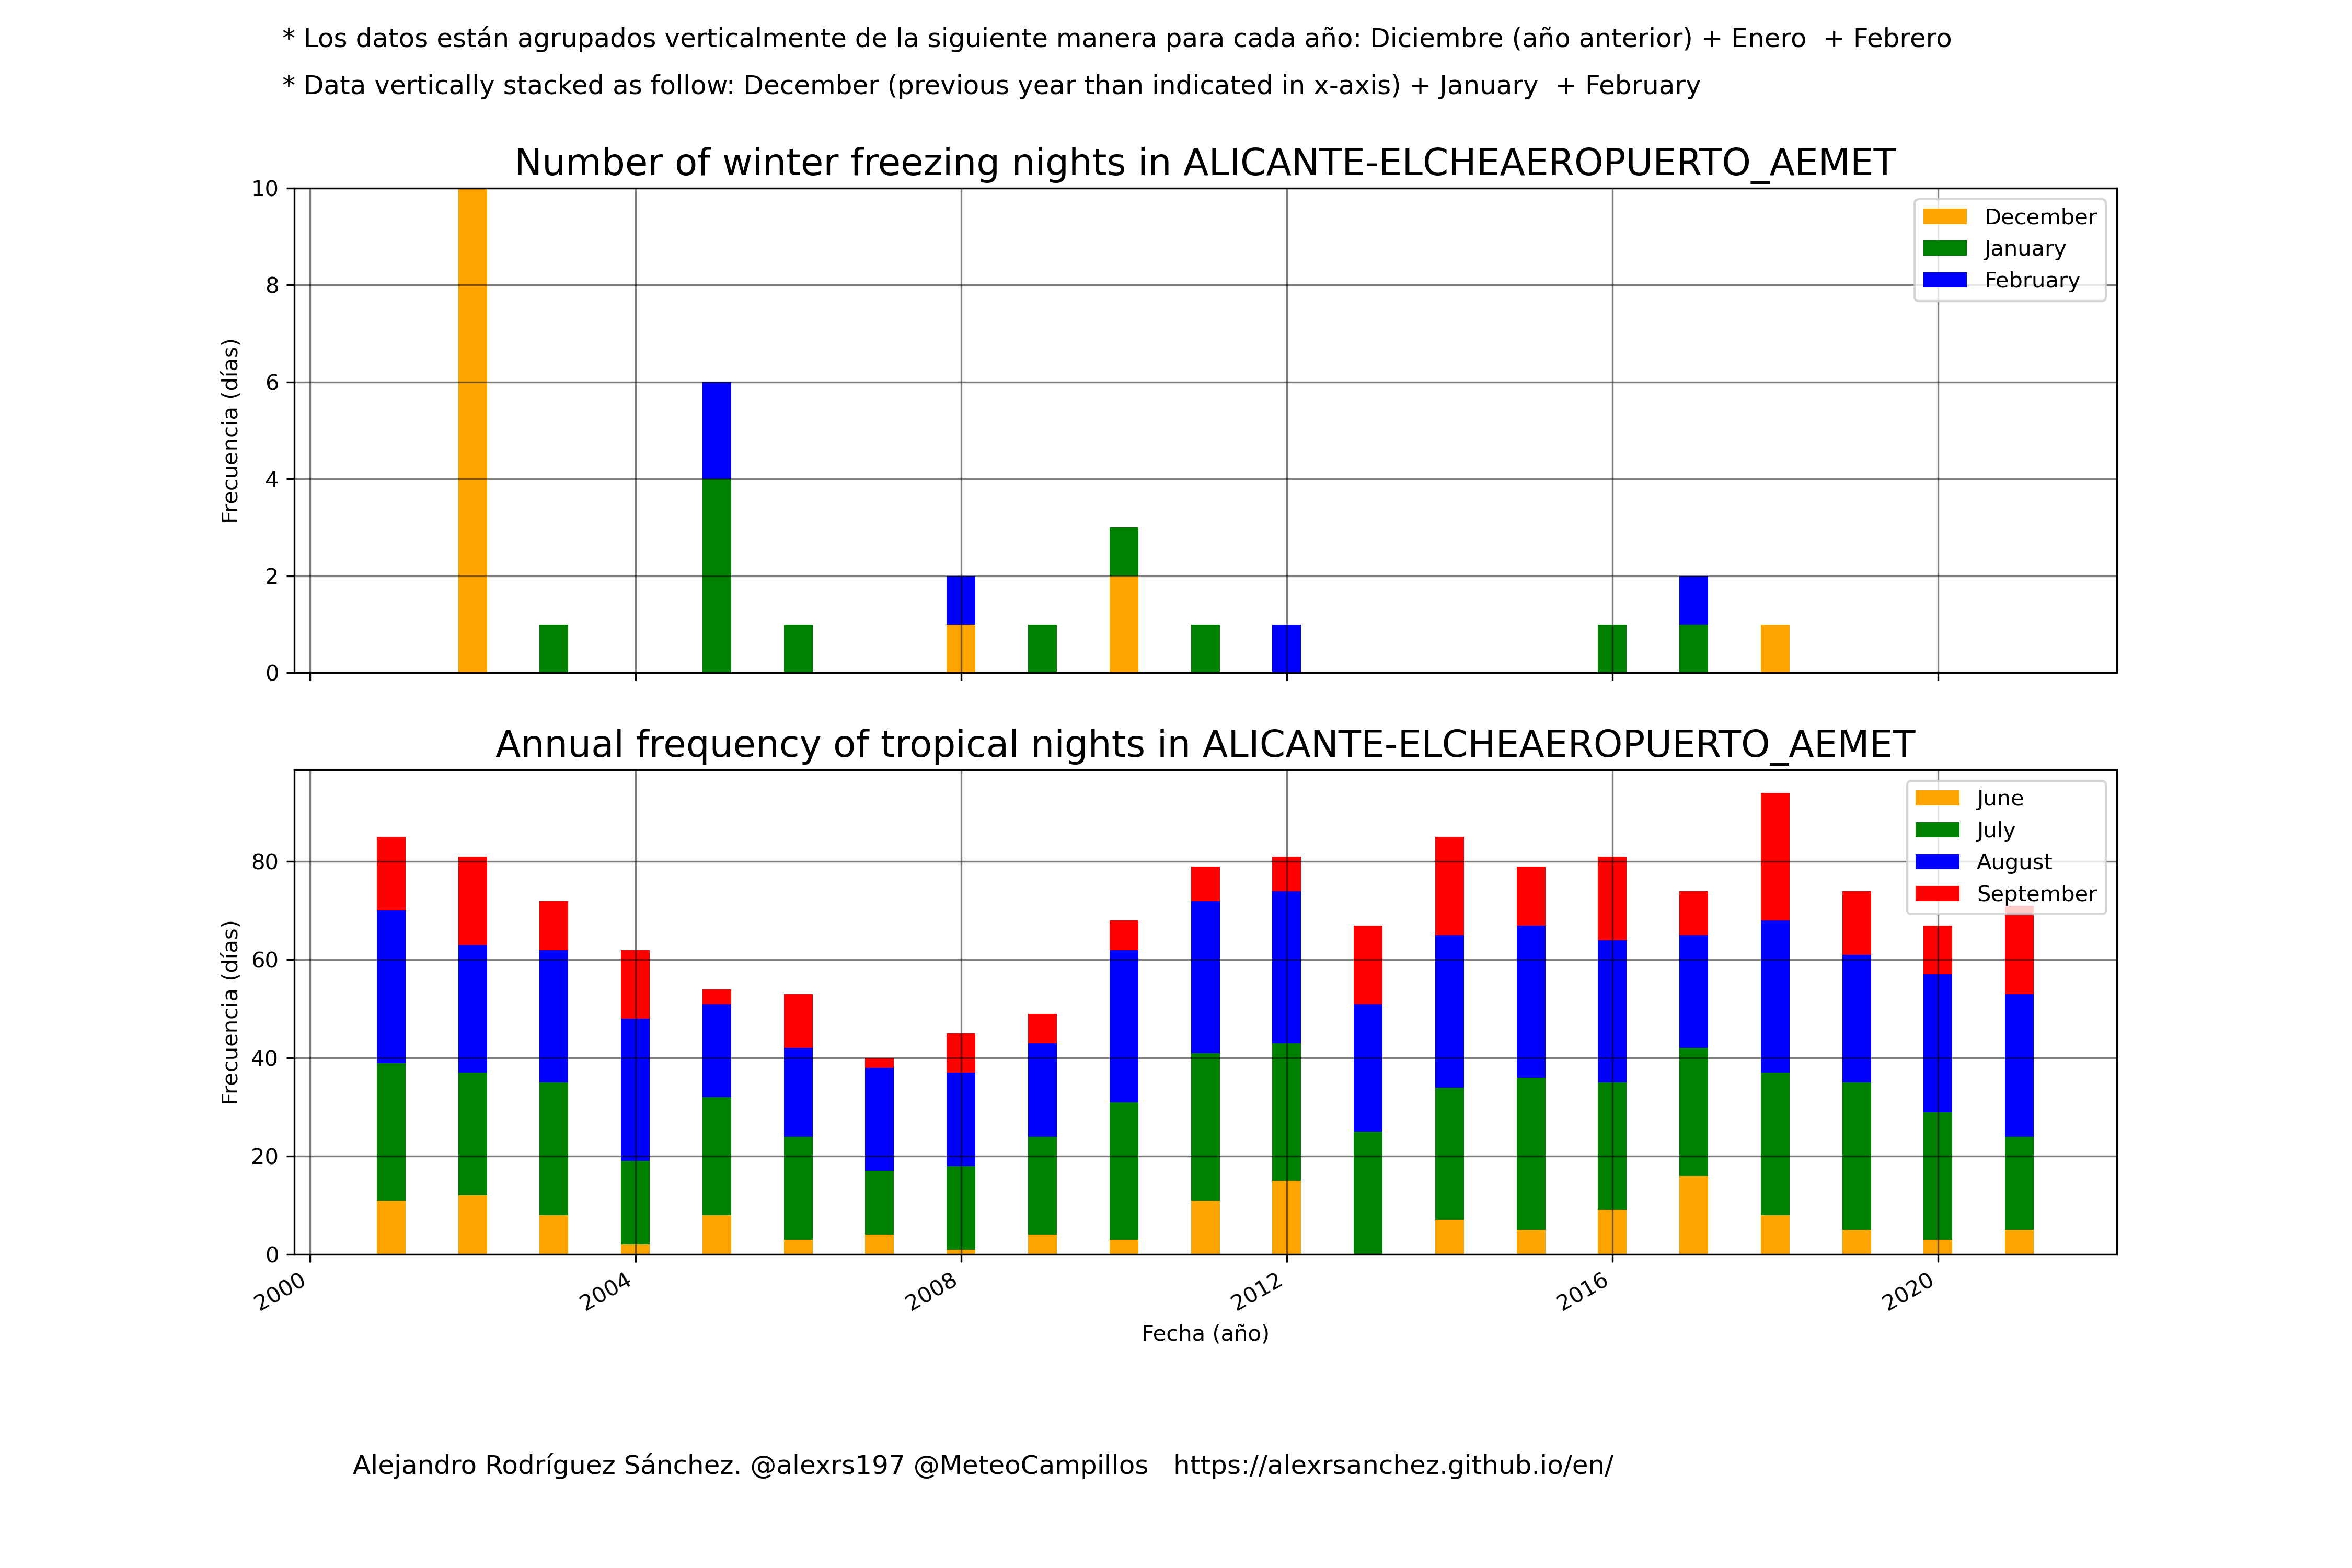 * Los datos están agrupados verticalmente de la siguiente manera para cada año: Diciembre (año anterior) + Enero  + Febrero
* Data vertically stacked as follow: December (previous year than indicated in x-axis) + January  + February
Number of winter freezing nights in ALICANTE-ELCHEAEROPUERTO_AEMET
10
8
6
4
2
0
Frecuencia (días)
December
January
February
Annual frequency of tropical nights in ALICANTE-ELCHEAEROPUERTO_AEMET
80
60
40
20
0
Frecuencia (días)
June
July
August
September
2000 2004 2008 2012 2016 2020
Fecha (año)
Alejandro Rodríguez Sánchez. @alexrs197 @MeteoCampillos   https://alexrsanchez.github.io/en/